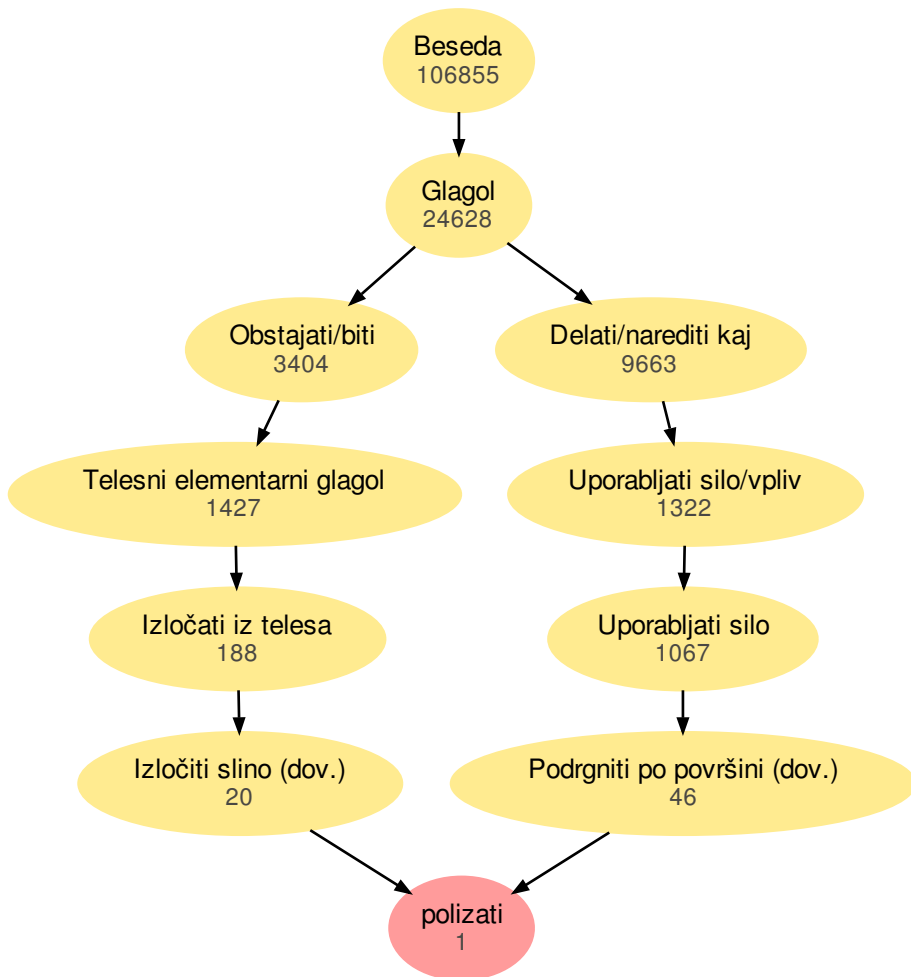 Beseda
106855
Glagol
24628
Obstajati/biti
3404
Delati/narediti kaj
9663
Telesni elementarni glagol
1427
Uporabljati silo/vpliv
1322
Izločati iz telesa
188
Uporabljati silo
1067
Izločiti slino (dov.)
20
Podrgniti po površini (dov.)
46
polizati
1